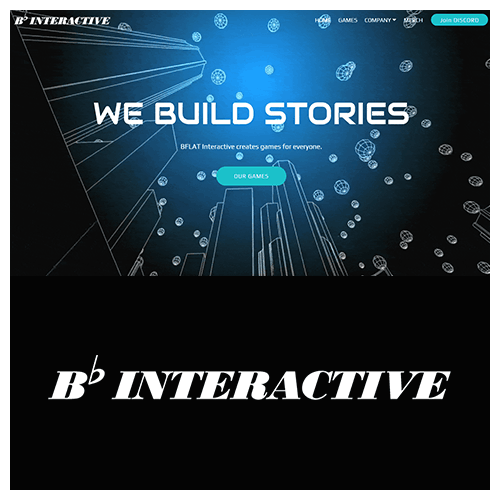 B♭ INTERACTIVE
HOME GAMES COMPANY MERCH Join DISCORD
WE BUILD STORIES
BFLAT Interactive creates games for everyone.
OUR GAMES
B♭ INTERACTIVE